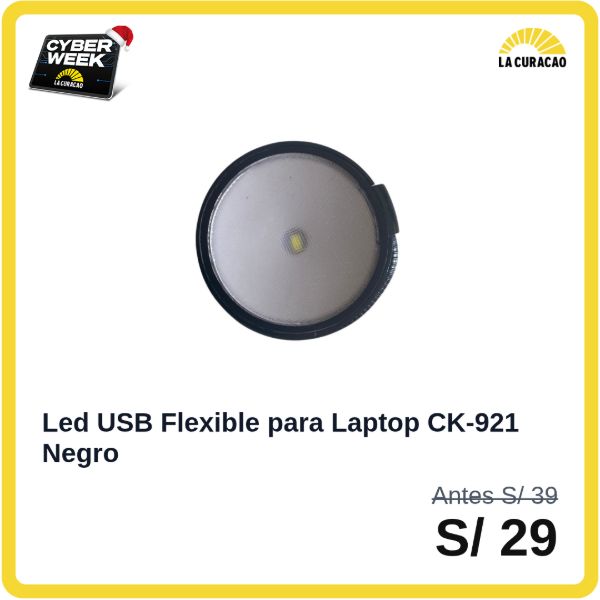 CYBER
WEEK
LA CURACAO
LA CURACAO
Led USB Flexible para Laptop CK-921
Negro
Antes S/ 39
S/ 29